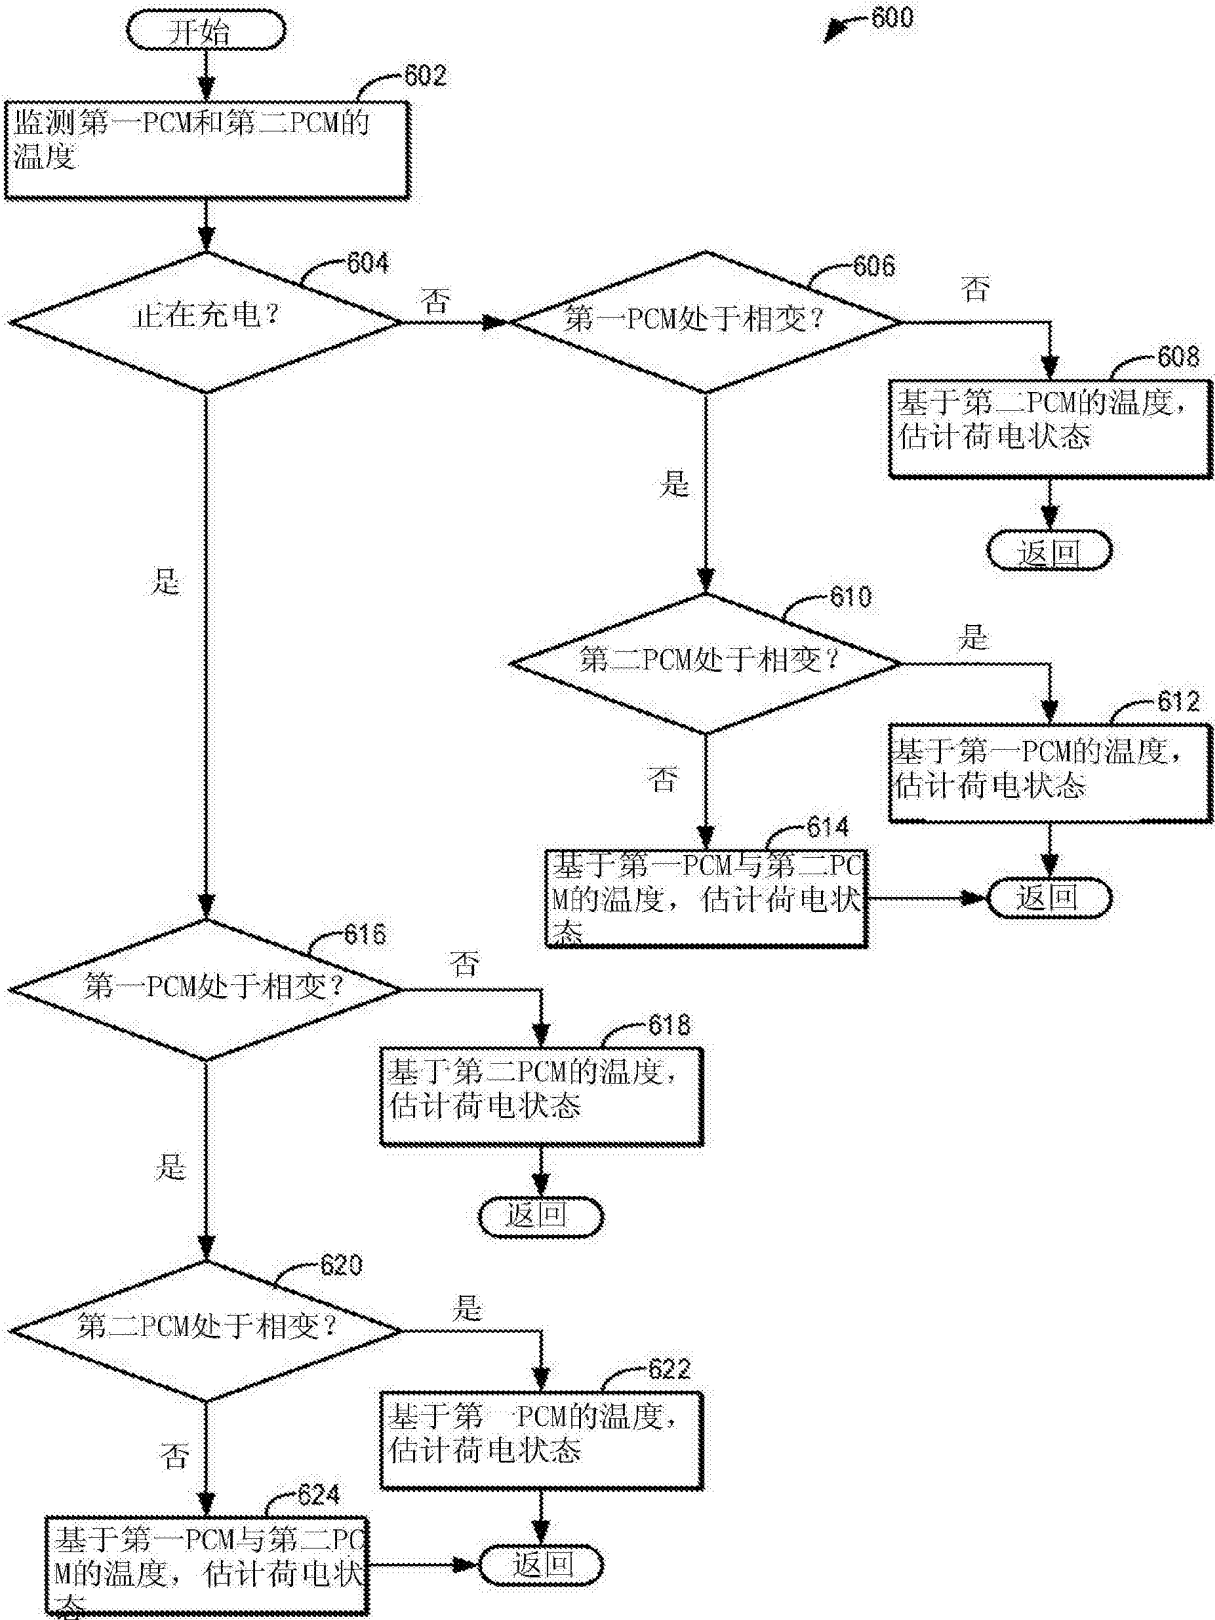 开始
600
602
监测第一PCM和第二PCM的
温度
604
正在充电?
否
606
第一PCM处于相变?
否
608
基于第二PCM的温度,
估计荷电状态
返回
是
是
610
第二PCM处于相变?
是
612
基于第一PCM的温度,
估计荷电状态
否
614
基于第一PCM与第二PC
M的温度, 估计荷电状
态
返回
616
第一PCM处于相变?
否
618
基于第二PCM的温度,
估计荷电状态
返回
是
620
第二PCM处于相变?
是
622
基于第一PCM的温度,
估计荷电状态
否
624
基于第一PCM与第二PC
M的温度, 估计荷电状
态
返回